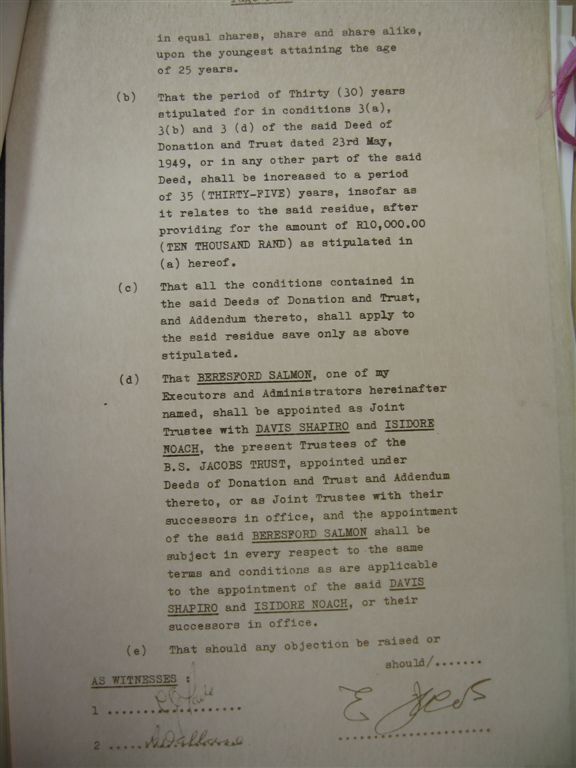 in equal shares, share and share alike,
upon the youngest attaining the age
of 25 years.
(b) That the period of Thirty (30) years
stipulated for in conditions 3(a),
3(b) and 3 (d) of the said Deed of
Donation and Trust dated 23rd May,
1949, or in any other part of the said
Deed, shall be increased to a period
of 35 (THIRTY-FIVE) years, insofar as
it relates to the said residue, after
providing for the amount of R10,000.00
(TEN THOUSAND RAND) as stipulated in
(a) hereof.
(c) That all the conditions contained in
the said Deeds of Donation and Trust,
and Addendum thereto, shall apply to
the said residue save only as above
stipulated.
(d) That BERESFORD SALMON, one of my
Executors and Administrators hereinafter
named, shall be appointed as Joint
Trustee with DAVIS SHAPIRO and ISIDORE
NOACH, the present Trustees of the
B.S. JACOBS TRUST, appointed under
Deeds of Donation and Trust and Addendum
thereto, or as Joint Trustee with their
successors in office, and the appointment
of the said BERESFORD SALMON shall be
subject in every respect to the same
terms and conditions as are applicable
to the appointment of the said DAVIS
SHAPIRO and ISIDORE NOACH, or their
successors in office.
(e) That should any objection be raised or
should/.......
AS WITNESSES :
1 ..................
2 .....